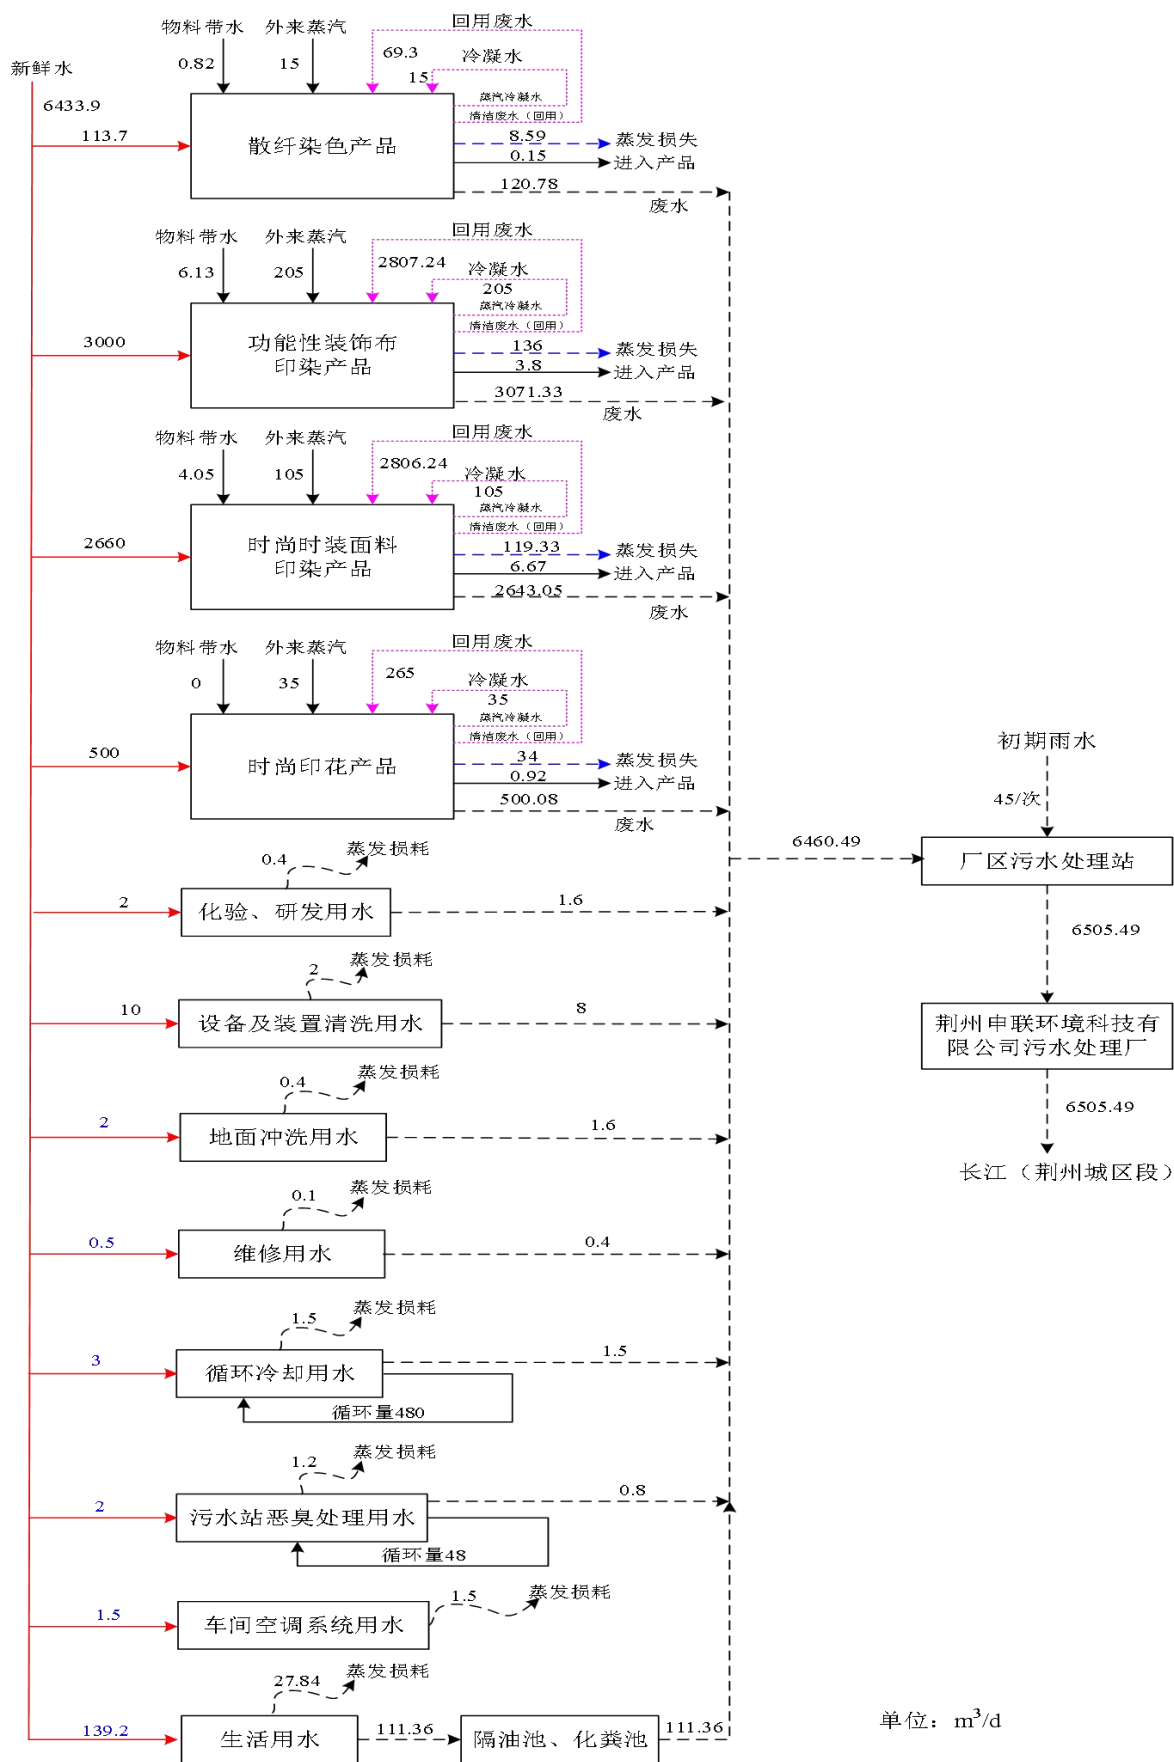 新鲜水
6433.9
物料带水
外来蒸汽
回用废水
0.82
15
69.3
冷凝水
15
蒸汽冷凝水
清洁废水（回用）
113.7
散纤染色产品
8.59
蒸发损失
0.15
进入产品
120.78
废水
物料带水
外来蒸汽
回用废水
6.13
205
2807.24
冷凝水
205
蒸汽冷凝水
清洁废水（回用）
3000
功能性装饰布
印染产品
136
蒸发损失
3.8
进入产品
3071.33
废水
物料带水
外来蒸汽
回用废水
4.05
105
2806.24
冷凝水
105
蒸汽冷凝水
清洁废水（回用）
2660
时尚时装面料
印染产品
119.33
蒸发损失
6.67
进入产品
2643.05
废水
物料带水
外来蒸汽
回用废水
0
35
265
冷凝水
35
蒸汽冷凝水
清洁废水（回用）
500
时尚印花产品
34
蒸发损失
0.92
进入产品
500.08
废水
初期雨水
45/次
6460.49
厂区污水处理站
6505.49
荆州申联环境科技有
限公司污水处理厂
6505.49
长江（荆州城区段）
0.4
蒸发损耗
2
化验、研发用水
1.6
2
蒸发损耗
10
设备及装置清洗用水
8
0.4
蒸发损耗
2
地面冲洗用水
1.6
0.1
蒸发损耗
0.5
维修用水
0.4
1.5
蒸发损耗
3
循环冷却用水
1.5
循环量480
1.2
蒸发损耗
2
污水站恶臭处理用水
0.8
循环量48
1.5
蒸发损耗
1.5
车间空调系统用水
27.84
蒸发损耗
139.2
生活用水
111.36
隔油池、化粪池
111.36
单位：m³/d